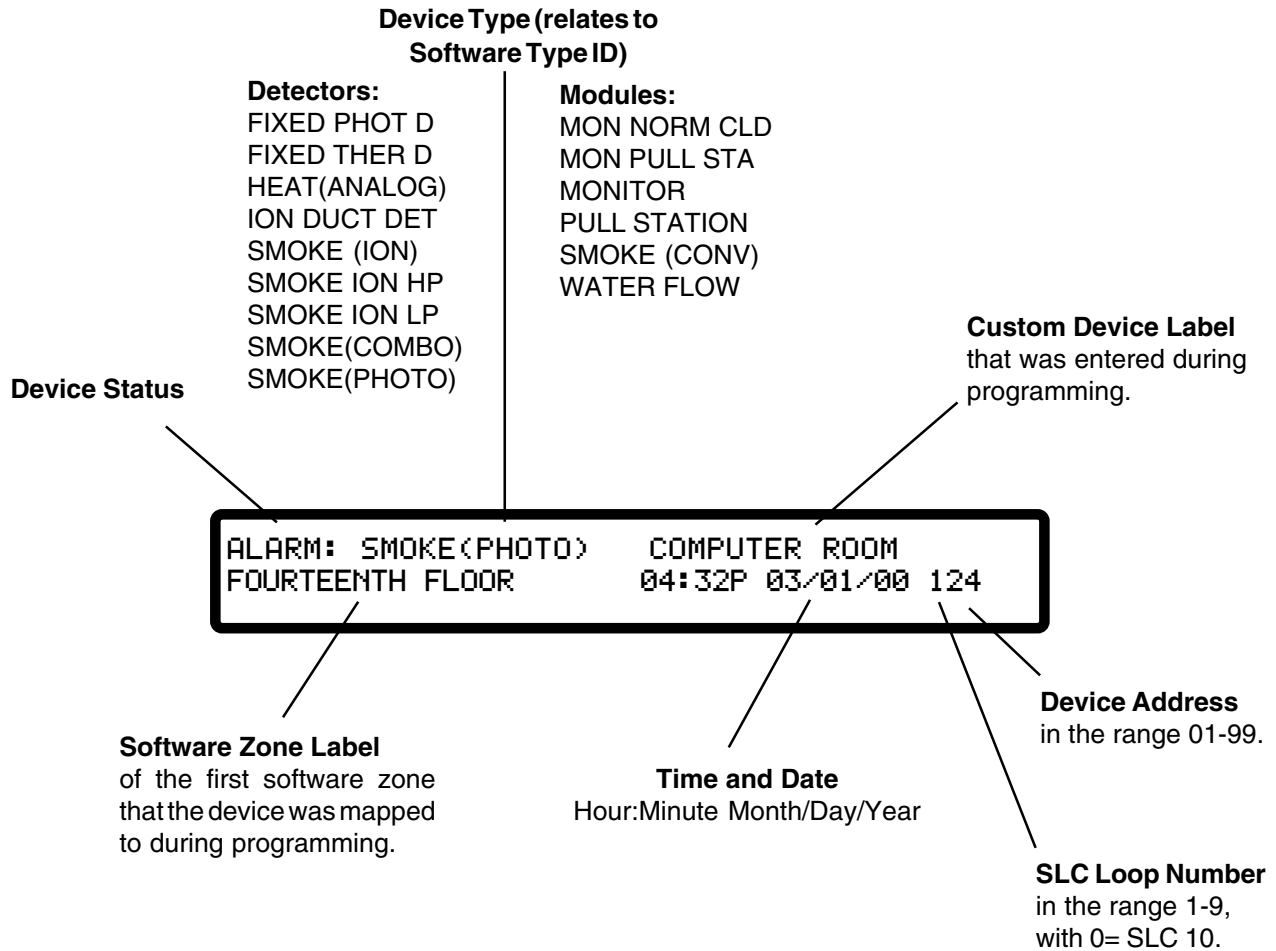 Device Type (relates to
Software Type ID)
Detectors:
FIXED PHOT D
FIXED THER D
HEAT(ANALOG)
ION DUCT DET
SMOKE (ION)
SMOKE ION HP
SMOKE ION LP
SMOKE(COMBO)
SMOKE(PHOTO)
Modules:
MON NORM CLD
MON PULL STA
MONITOR
PULL STATION
SMOKE (CONV)
WATER FLOW
Custom Device Label
that was entered during
programming.
Device Status
ALARM: SMOKE(PHOTO) COMPUTER ROOM
FOURTEENTH FLOOR 04:32P 03/01/00 124
Software Zone Label
of the first software zone
that the device was mapped
to during programming.
Time and Date
Hour:Minute Month/Day/Year
Device Address
in the range 01-99.
SLC Loop Number
in the range 1-9,
with 0= SLC 10.